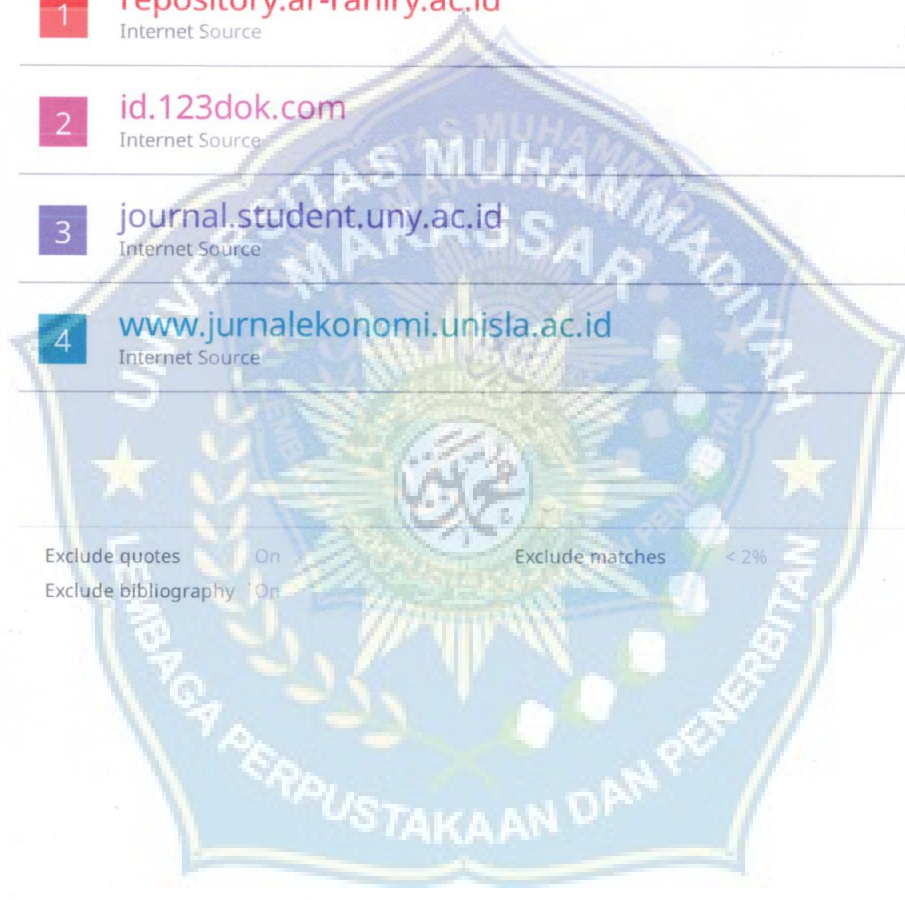 1 repository.ar-raniry.ac.id
Internet Source
2 id.123dok.com
Internet Source
3 journal.student.uny.ac.id
Internet Source
4 www.jurnalekonomi.unisla.ac.id
Internet Source
UNIVERSITAS MUHAMMADIYAH
MAKASSAR
Exclude quotes On
Exclude matches < 2%
Exclude bibliography On
LEMBAGA PERPUSTAKAAN DAN PENERBITAN